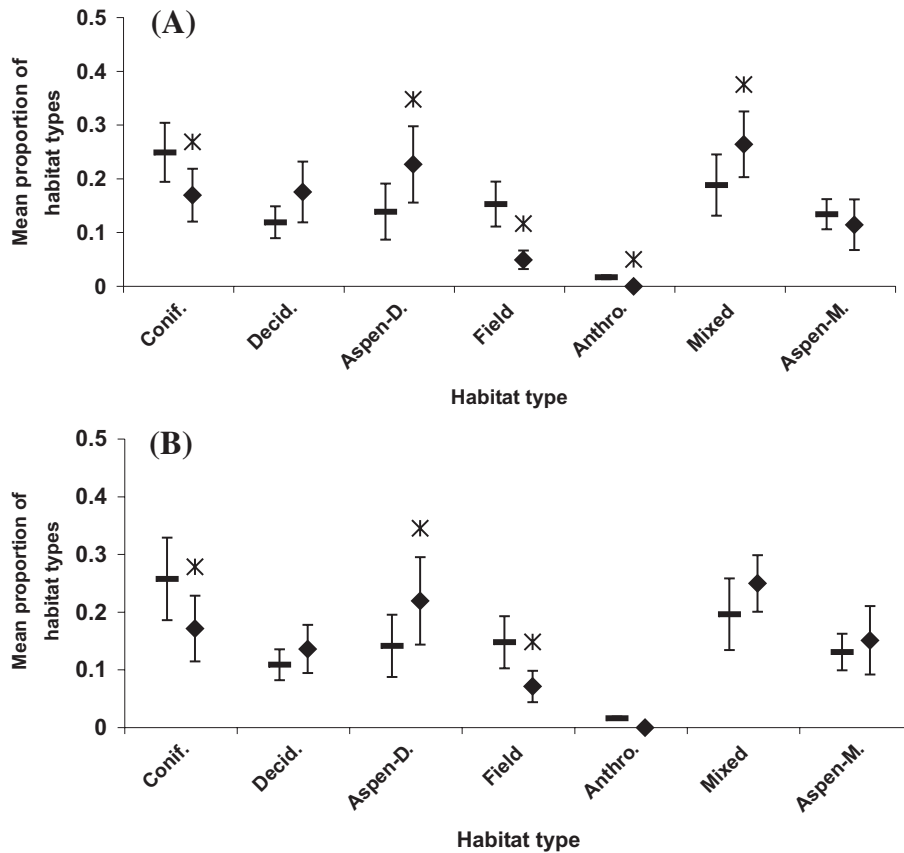 (A)
Mean proportion of
habitat types
0.5
0.4
0.3
0.2
0.1
0
Conif.
Decid.
Aspen-D.
Field
Anthro.
Mixed
Aspen-M.
Habitat type
(B)
Mean proportion of
habitat types
0.5
0.4
0.3
0.2
0.1
0
Conif.
Decid.
Aspen-D.
Field
Anthro.
Mixed
Aspen-M.
Habitat type